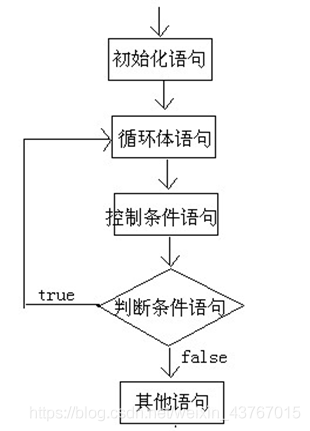 初始化语句
循环体语句
控制条件语句
true
判断条件语句
false
其他语句
https://blog.csdn.net/weixin_43767015